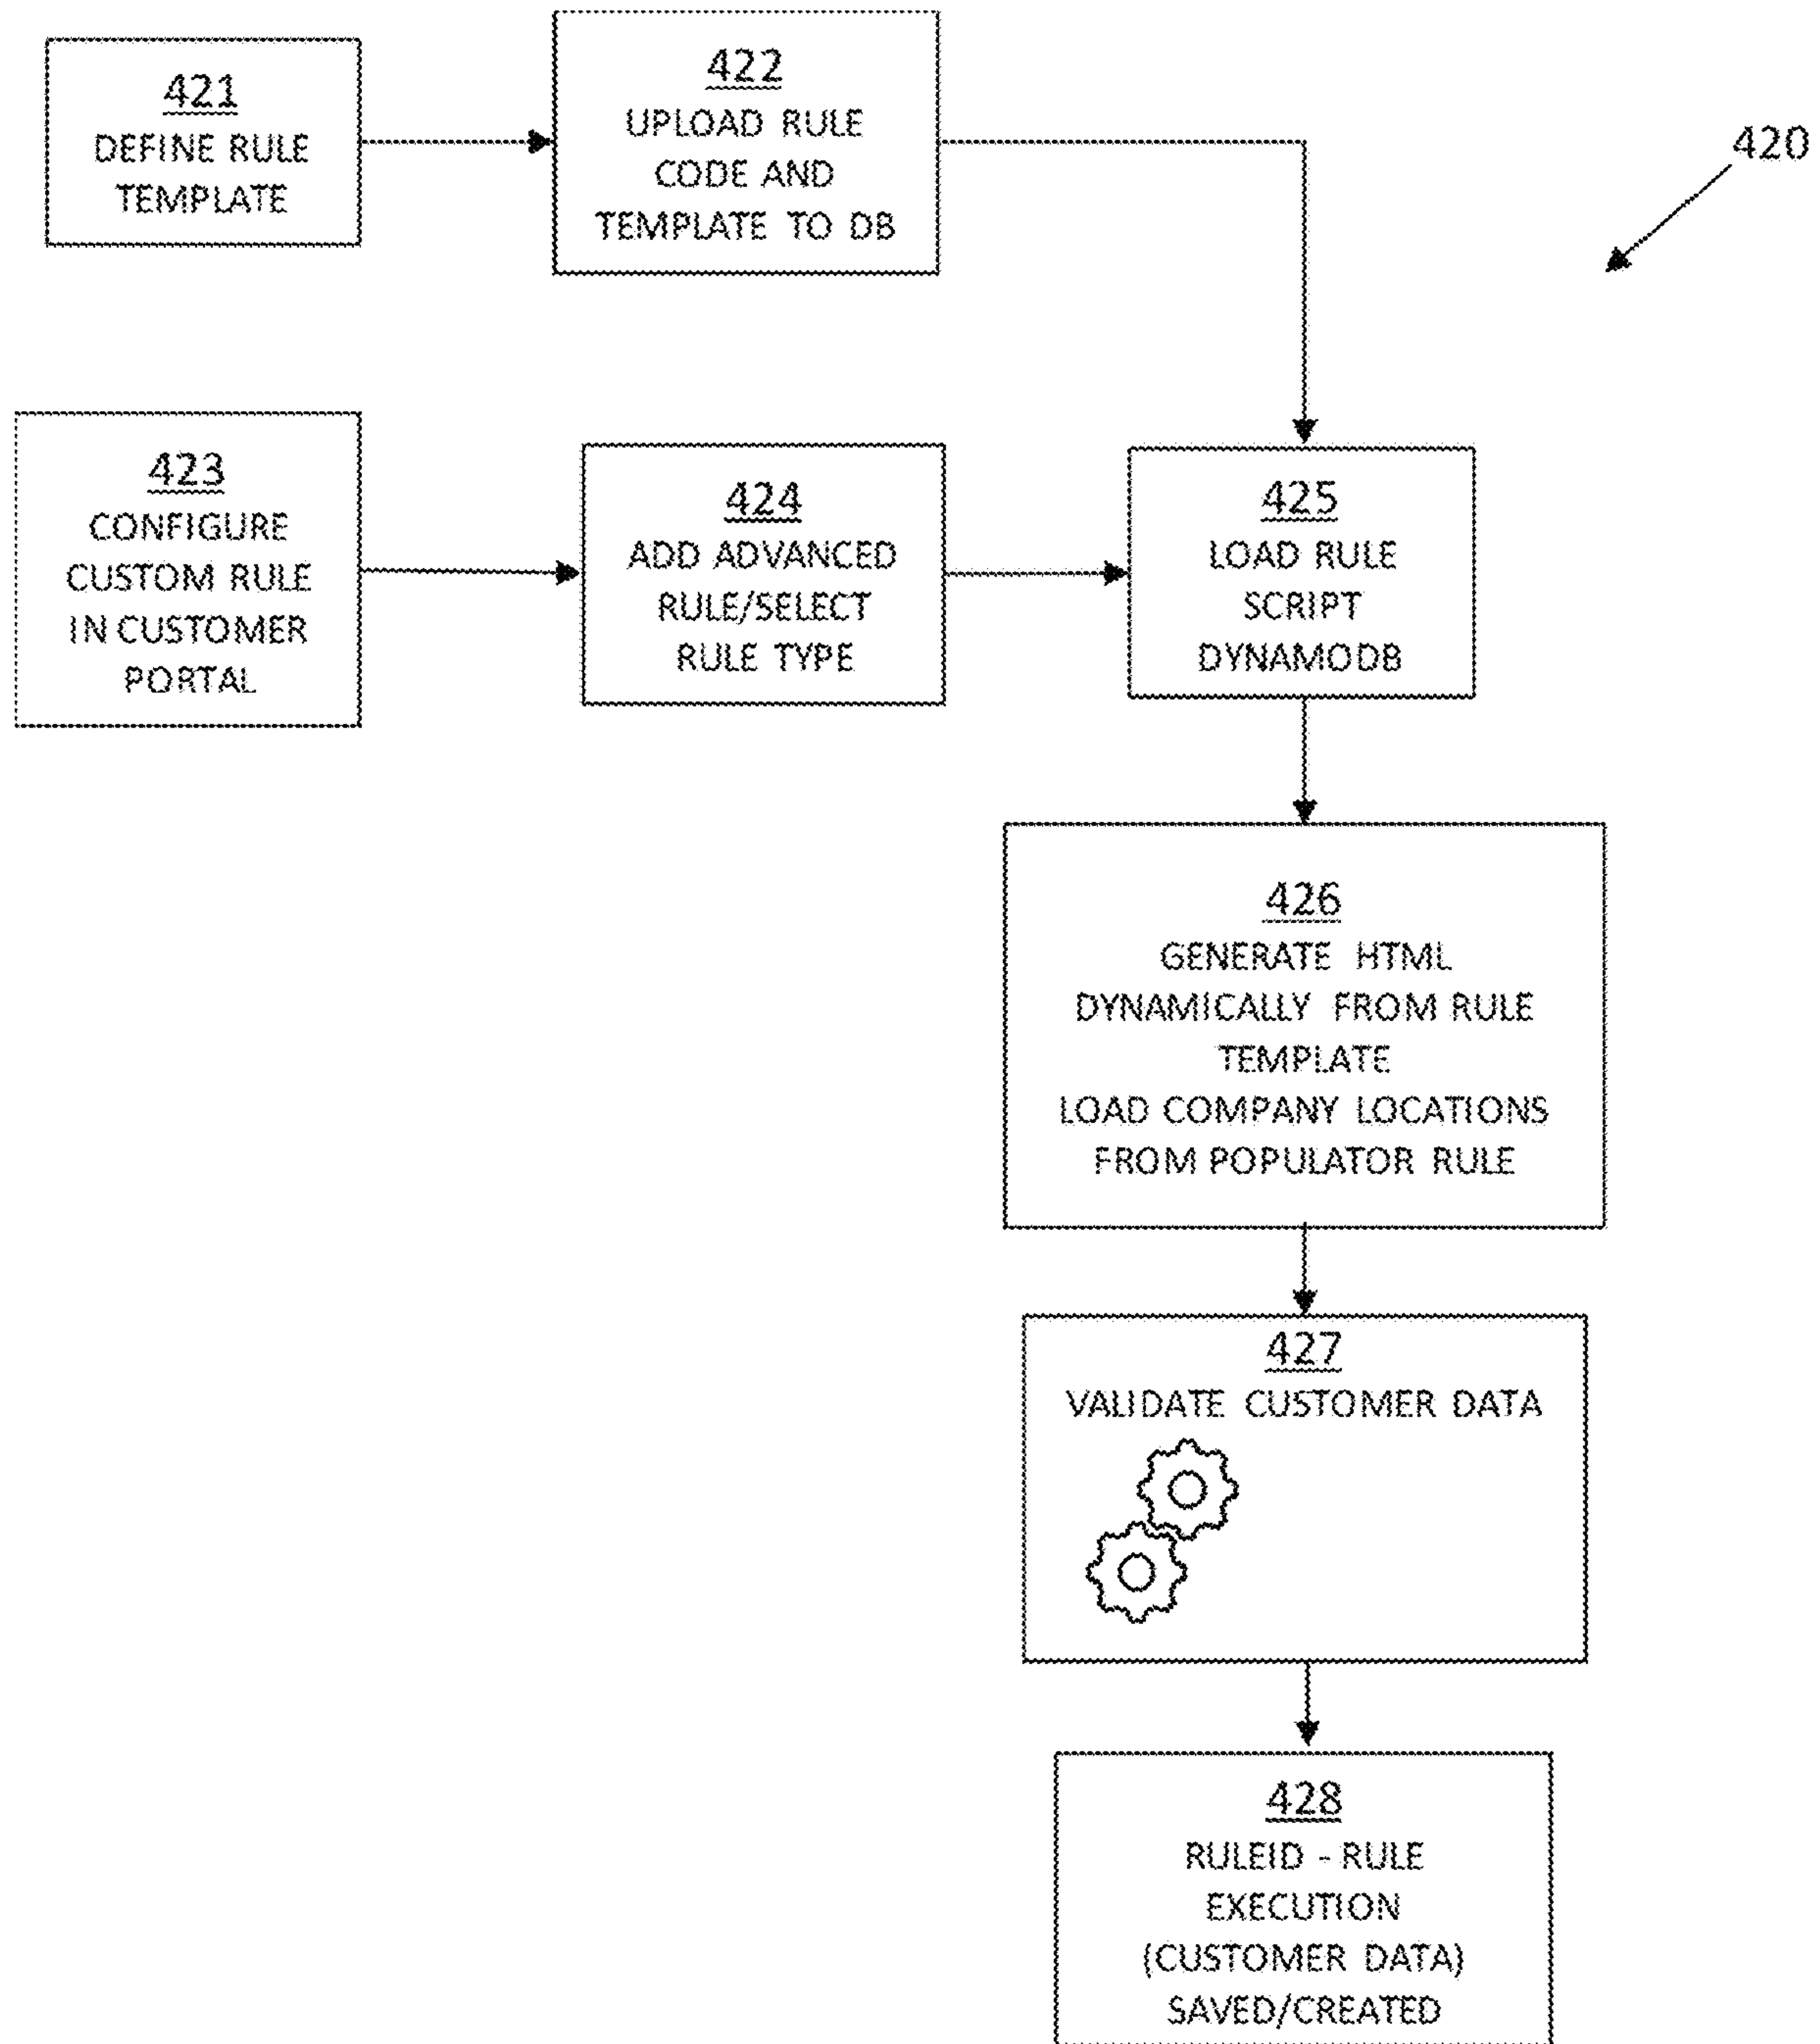 421
DEFINE RULE
TEMPLATE
422
UPLOAD RULE
CODE AND
TEMPLATE TO DB
420
423
CONFIGURE
CUSTOM RULE
IN CUSTOMER
PORTAL
424
ADD ADVANCED
RULE/SELECT
RULE TYPE
425
LOAD RULE
SCRIPT
DYNAMODB
426
GENERATE HTML
DYNAMICALLY FROM RULE
TEMPLATE
LOAD COMPANY LOCATIONS
FROM POPULATOR RULE
427
VALIDATE CUSTOMER DATA
428
RULEID - RULE
EXECUTION
(CUSTOMER DATA)
SAVED/CREATED